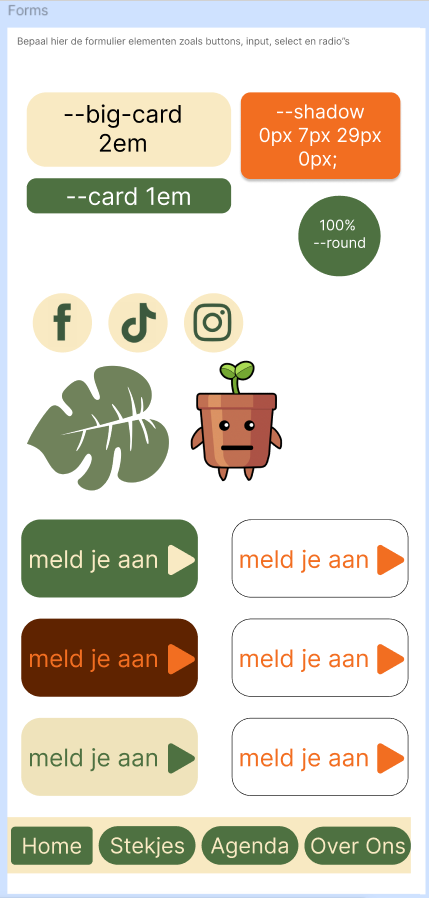 Forms
Bepaal hier de formulier elementen zoals buttons, input, select en radio"s
--big-card
2em
--shadow
0px 7px 29px
0px;
--card 1em
100%
--round
meld je aan
meld je aan
meld je aan
meld je aan
meld je aan
meld je aan
Home
Stekjes
Agenda
Over Ons